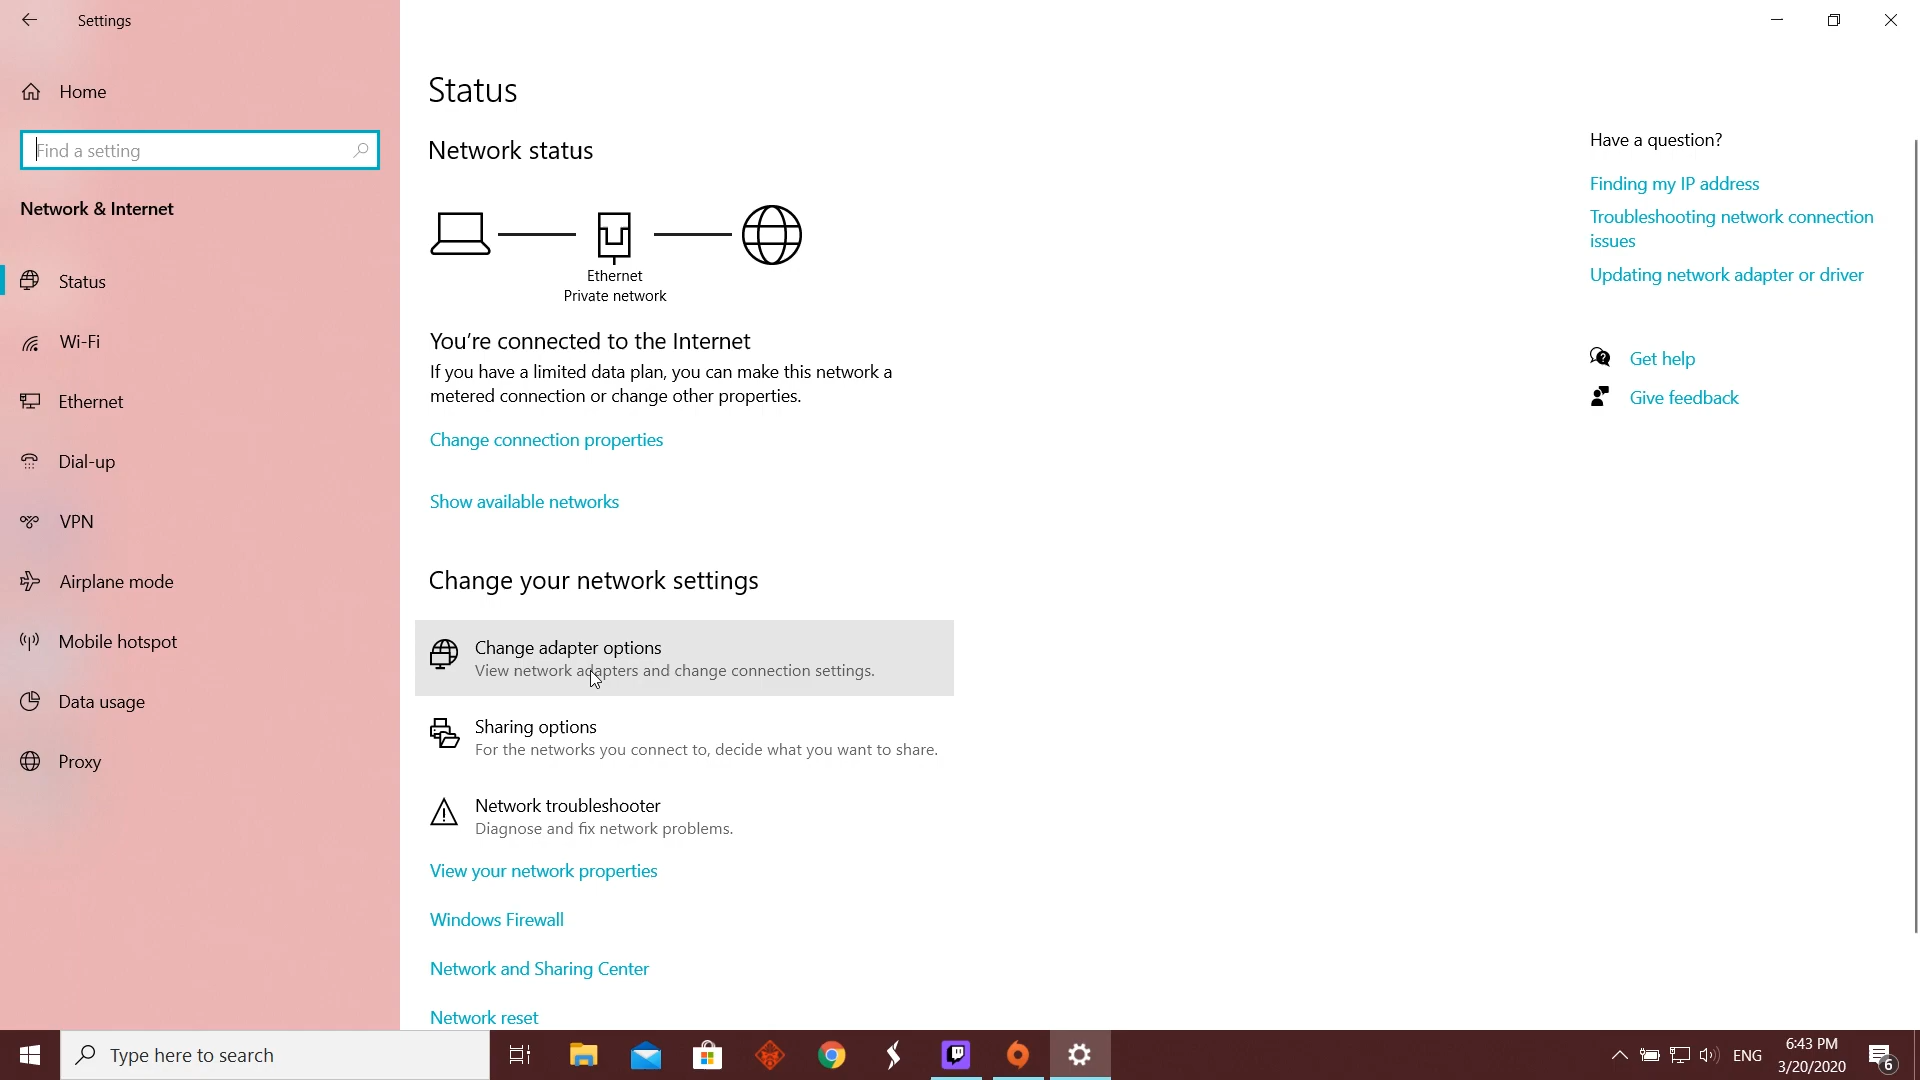 Settings
Home
Find a setting
Network & Internet
Status
Wi-Fi
Ethernet
Dial-up
VPN
Airplane mode
Mobile hotspot
Data usage
Proxy
Status
Network status
Ethernet
Private network
You're connected to the Internet
If you have a limited data plan, you can make this network a
metered connection or change other properties.
Change connection properties
Show available networks
Change your network settings
Change adapter options
View network adapters and change connection settings.
Sharing options
For the networks you connect to, decide what you want to share.
Network troubleshooter
Diagnose and fix network problems.
View your network properties
Windows Firewall
Network and Sharing Center
Network reset
Have a question?
Finding my IP address
Troubleshooting network connection
issues
Updating network adapter or driver
Get help
Give feedback
Type here to search
ENG
6:43 PM
3/20/2020
6